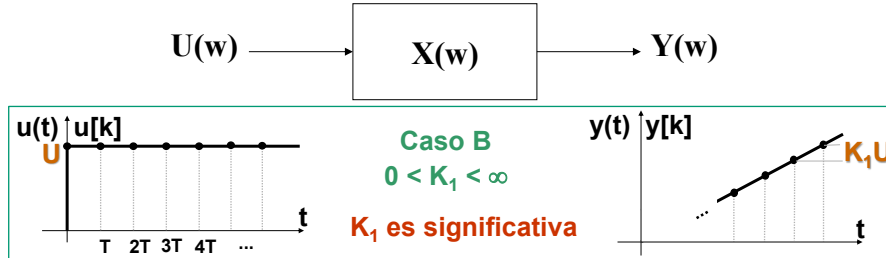 U(w)
X(w)
Y(w)
u(t) u[k]
U
T 2T 3T 4T ...
t
Caso B
0 < K₁ < ∞
K₁ es significativa
y(t) y[k]
K₁U
...
t